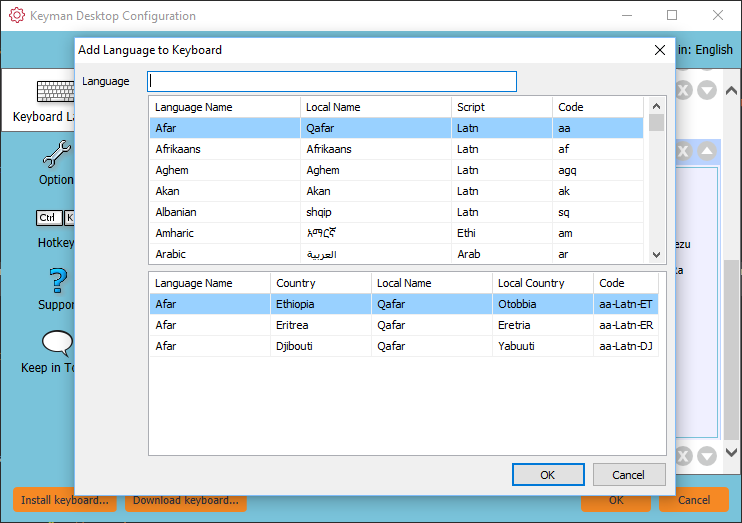 Keyman Desktop Configuration
Add Language to Keyboard
in: English
Language
Language Name Local Name Script Code
Afar Qafar Latn aa
Afrikaans Afrikaans Latn af
Aghem Aghem Latn agq
Akan Akan Latn ak
Albanian shqip Latn sq
Amharic አማርኛ Ethi am
Arabic العربية Arab ar
Language Name Country Local Name Local Country Code
Afar Ethiopia Qafar Otobbia aa-Latn-ET
Afar Eritrea Qafar Eretria aa-Latn-ER
Afar Djibouti Qafar Yabuuti aa-Latn-DJ
OK Cancel
Keyboard La
Option
Ctrl K
Hotkey
Suppor
Keep in To
ezu
Install keyboard... Download keyboard... OK Cancel